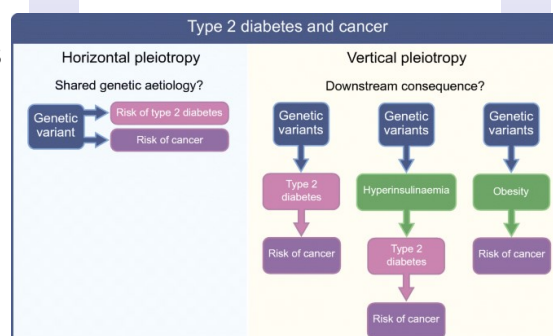 Type 2 diabetes and cancer
Horizontal pleiotropy
Shared genetic aetiology?
Genetic
variant
Risk of type 2 diabetes
Risk of cancer
Vertical pleiotropy
Downstream consequence?
Genetic
variants
Type 2
diabetes
Risk of cancer
Genetic
variants
Hyperinsulinaemia
Type 2
diabetes
Risk of cancer
Genetic
variants
Obesity
Risk of cancer